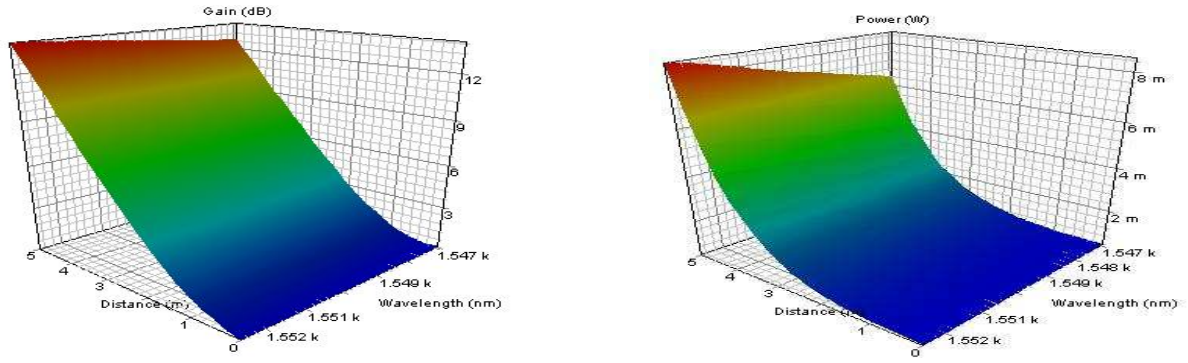 Gain (dB)
12
9
6
3
1.547 k
1.549 k
Wavelength (nm)
1.551 k
1.552 k
5
4
3
Distance
1
0
Power (W)
8 m
6 m
4 m
2 m
1.547 k
1.548 k
1.549 k
Wavelength (nm)
1.551 k
1.552 k
5
4
3
Distance
1
0